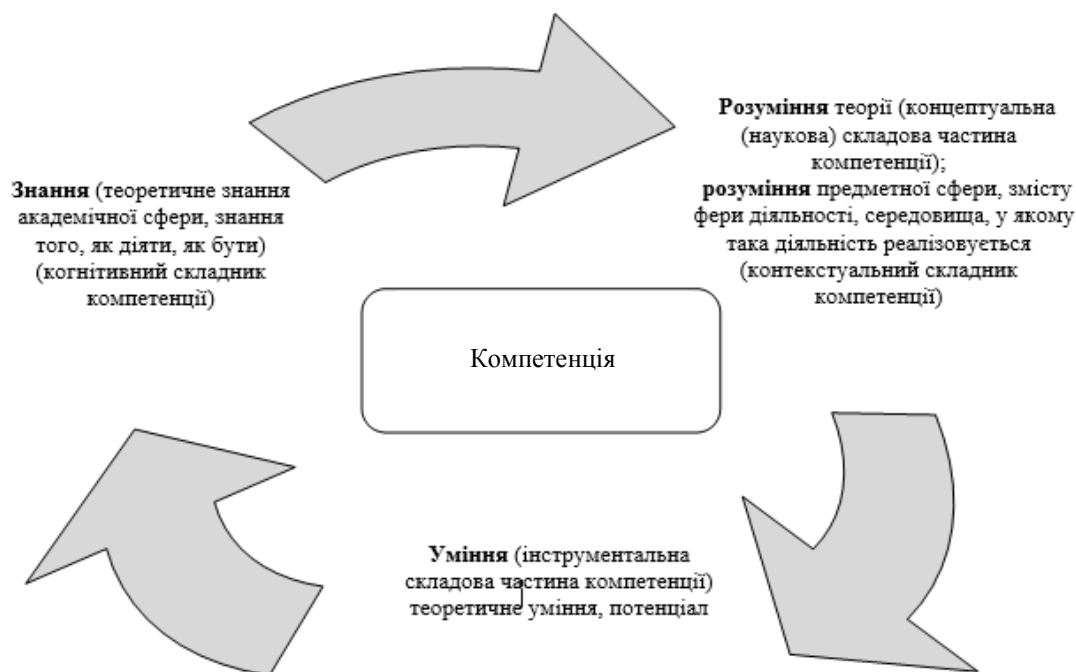 Знання (теоретичне знання
академічної сфери, знання
того, як діяти, як бути)
(когнітивний складник
компетенції)
Розуміння теорії (концептуальна
(наукова) складова частина
компетенції);
розуміння предметної сфери, змісту
фери діяльності, середовища, у якому
така діяльність реалізовується
(контекстуальний складник
компетенції)
Компетенція
Уміння (інструментальна
складова частина компетенції)
теоретичне уміння, потенціал